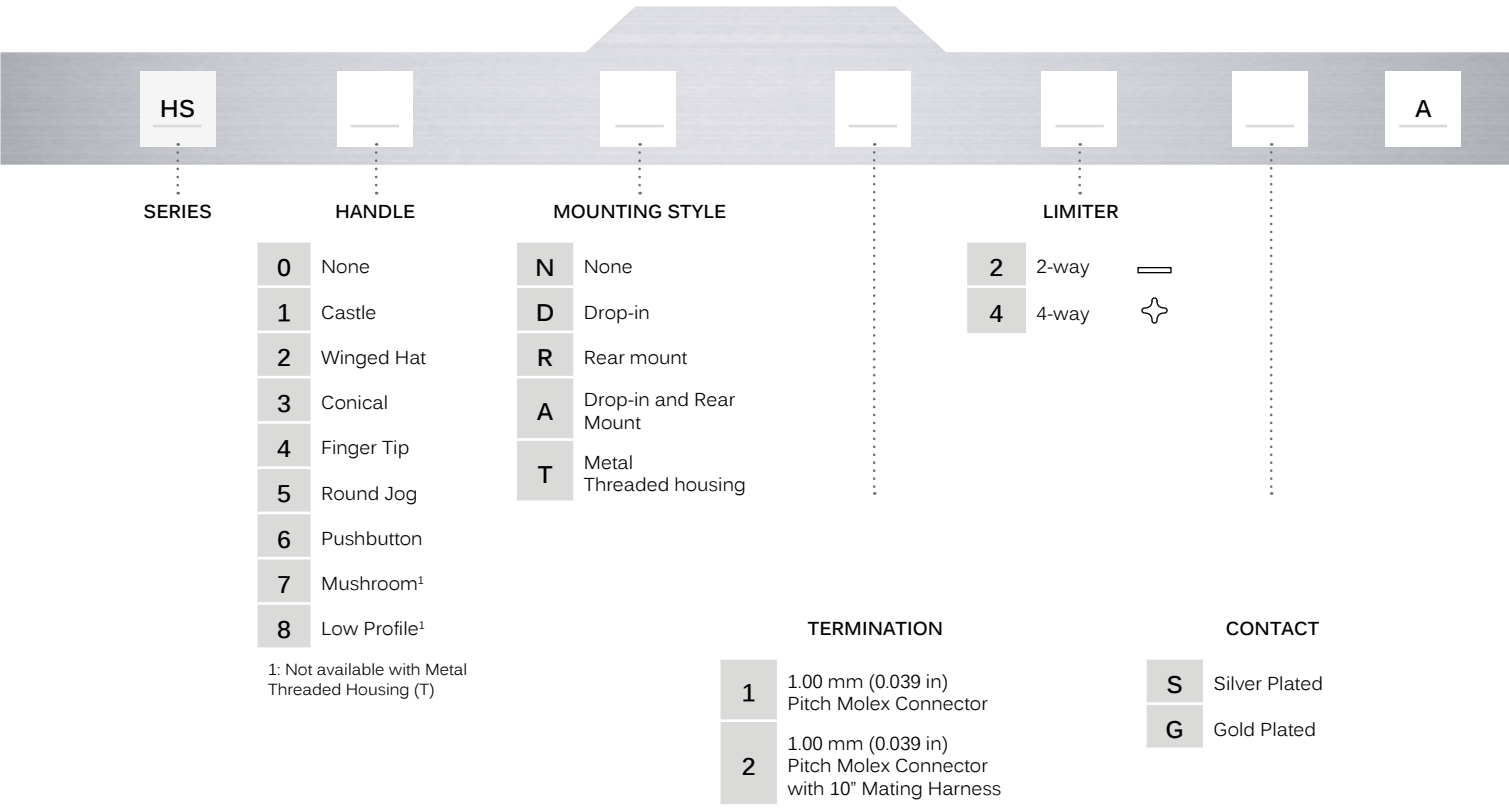 HS
A
SERIES
HANDLE
MOUNTING STYLE
LIMITER
0 None
1 Castle
2 Winged Hat
3 Conical
4 Finger Tip
5 Round Jog
6 Pushbutton
7 Mushroom¹
8 Low Profile¹
1: Not available with Metal
Threaded Housing (T)
N None
D Drop-in
R Rear mount
A Drop-in and Rear
Mount
T Metal
Threaded housing
2 2-way
4 4-way
TERMINATION
1 1.00 mm (0.039 in)
Pitch Molex Connector
2 1.00 mm (0.039 in)
Pitch Molex Connector
with 10” Mating Harness
CONTACT
S Silver Plated
G Gold Plated